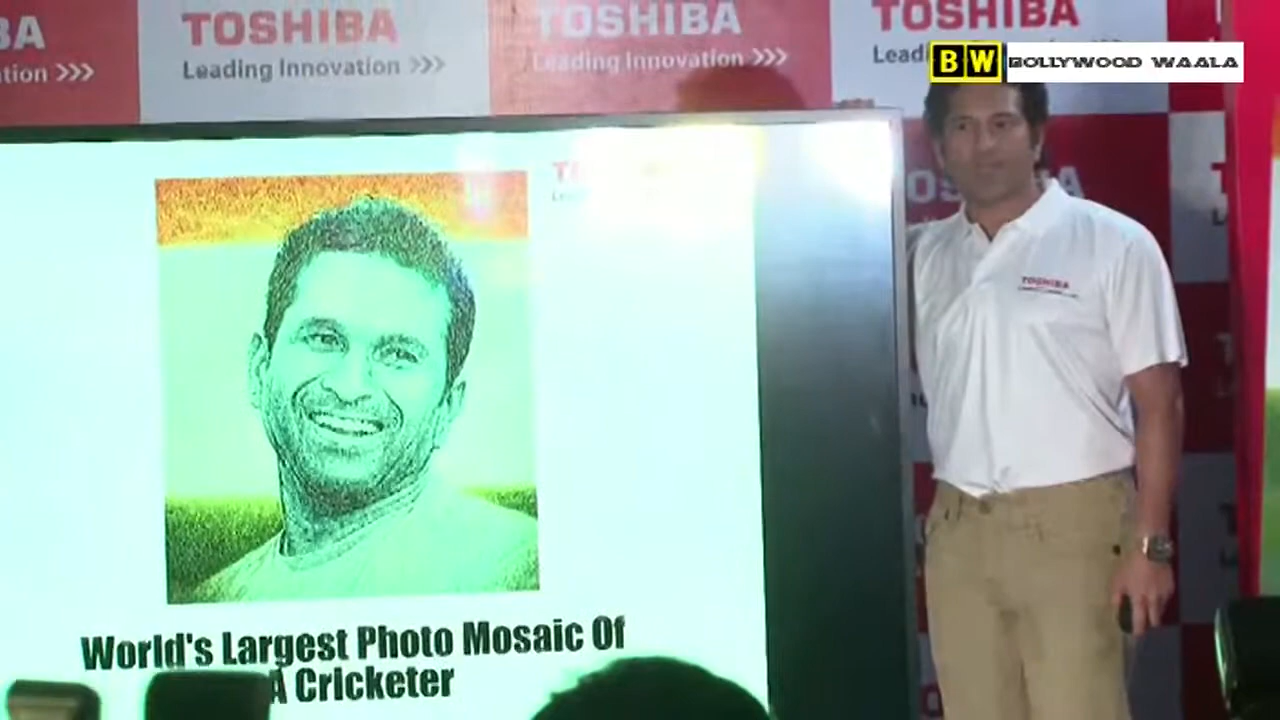 TOSHIBA
Leading Innovation >>>
TOSHIBA
Leading Innovation >>>
TOSHIBA
BW BOLLYWOOD WAALA
TOSHIBA
World's Largest Photo Mosaic Of
A Cricketer